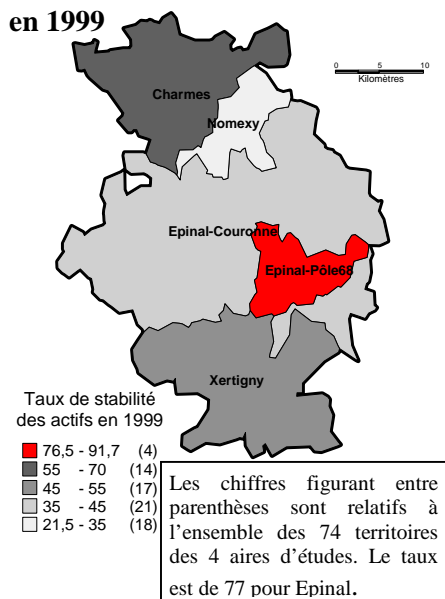 en 1999
0 5 10
Kilomètres
Charmes
Nomexy
Epinal-Couronne
Epinal-Pôle68
Xertigny
Taux de stabilité
des actifs en 1999
76,5 - 91,7 (4)
55 - 70 (14)
45 - 55 (17)
35 - 45 (21)
21,5 - 35 (18)
Les chiffres figurant entre
parenthèses sont relatifs à
l'ensemble des 74 territoires
des 4 aires d'études. Le taux
est de 77 pour Epinal.